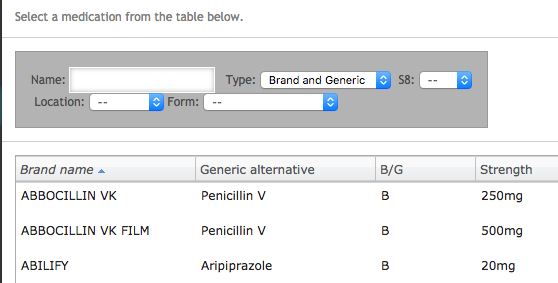 Select a medication from the table below.
Name: Type: Brand and Generic S8: --
Location: -- Form: --
Brand name Generic alternative B/G Strength
ABBOCILLIN VK Penicillin V B 250mg
ABBOCILLIN VK FILM Penicillin V B 500mg
ABILIFY Aripiprazole B 20mg